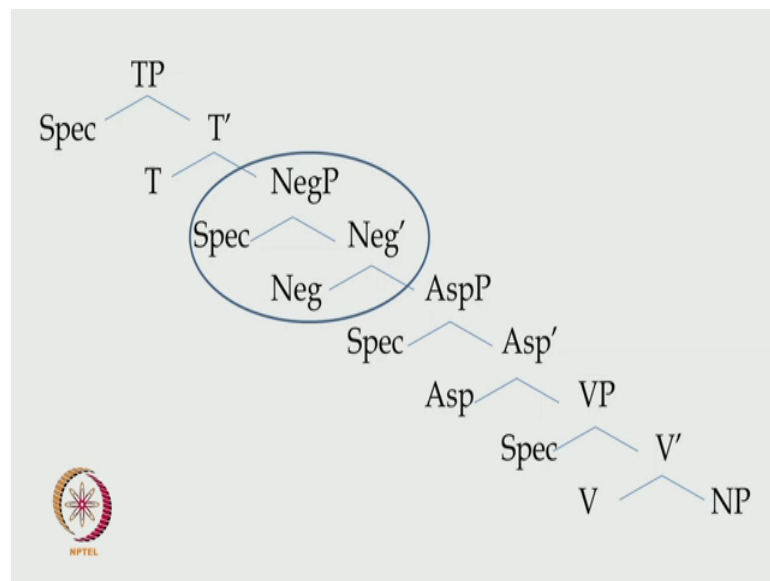 TP
Spec T′
T NegP
Spec Neg′
Neg AspP
Spec Asp′
Asp VP
Spec V′
V NP
NPTEL